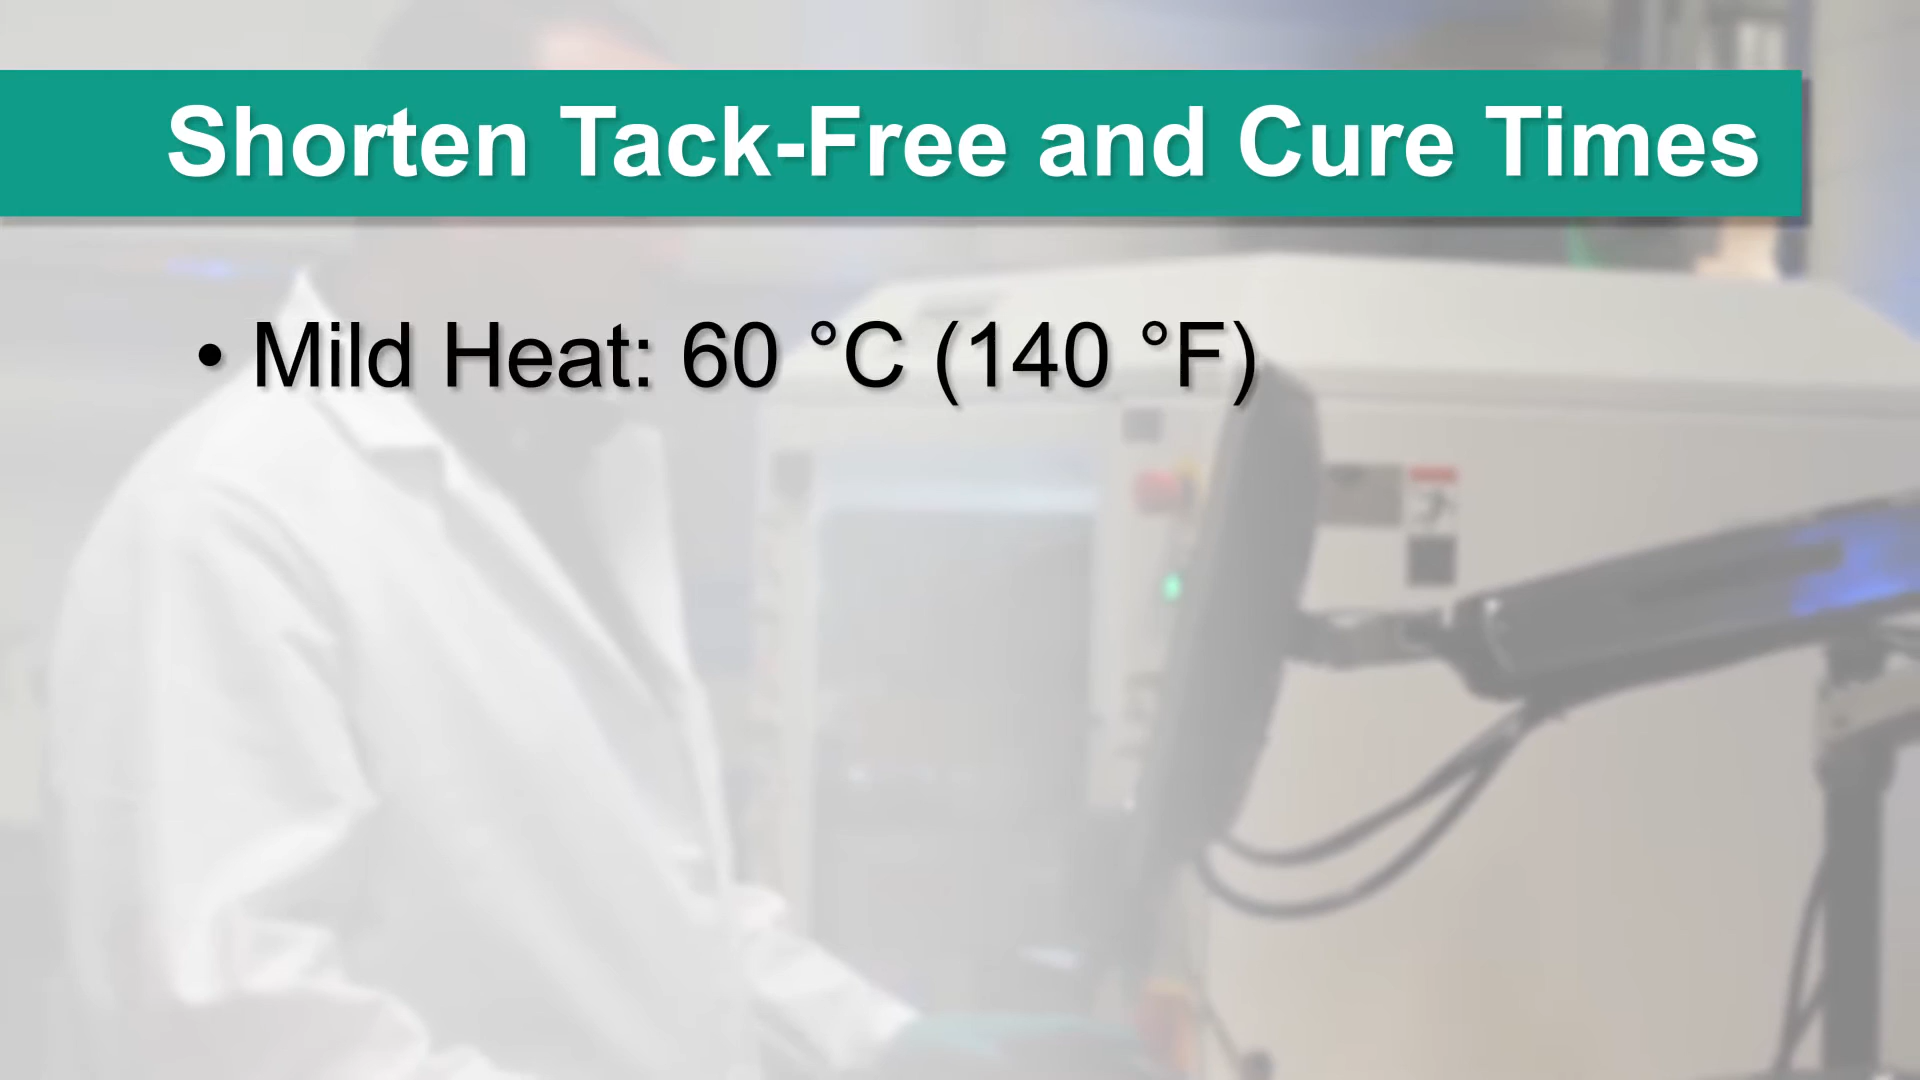 Shorten Tack-Free and Cure Times
• Mild Heat: 60 °C (140 °F)